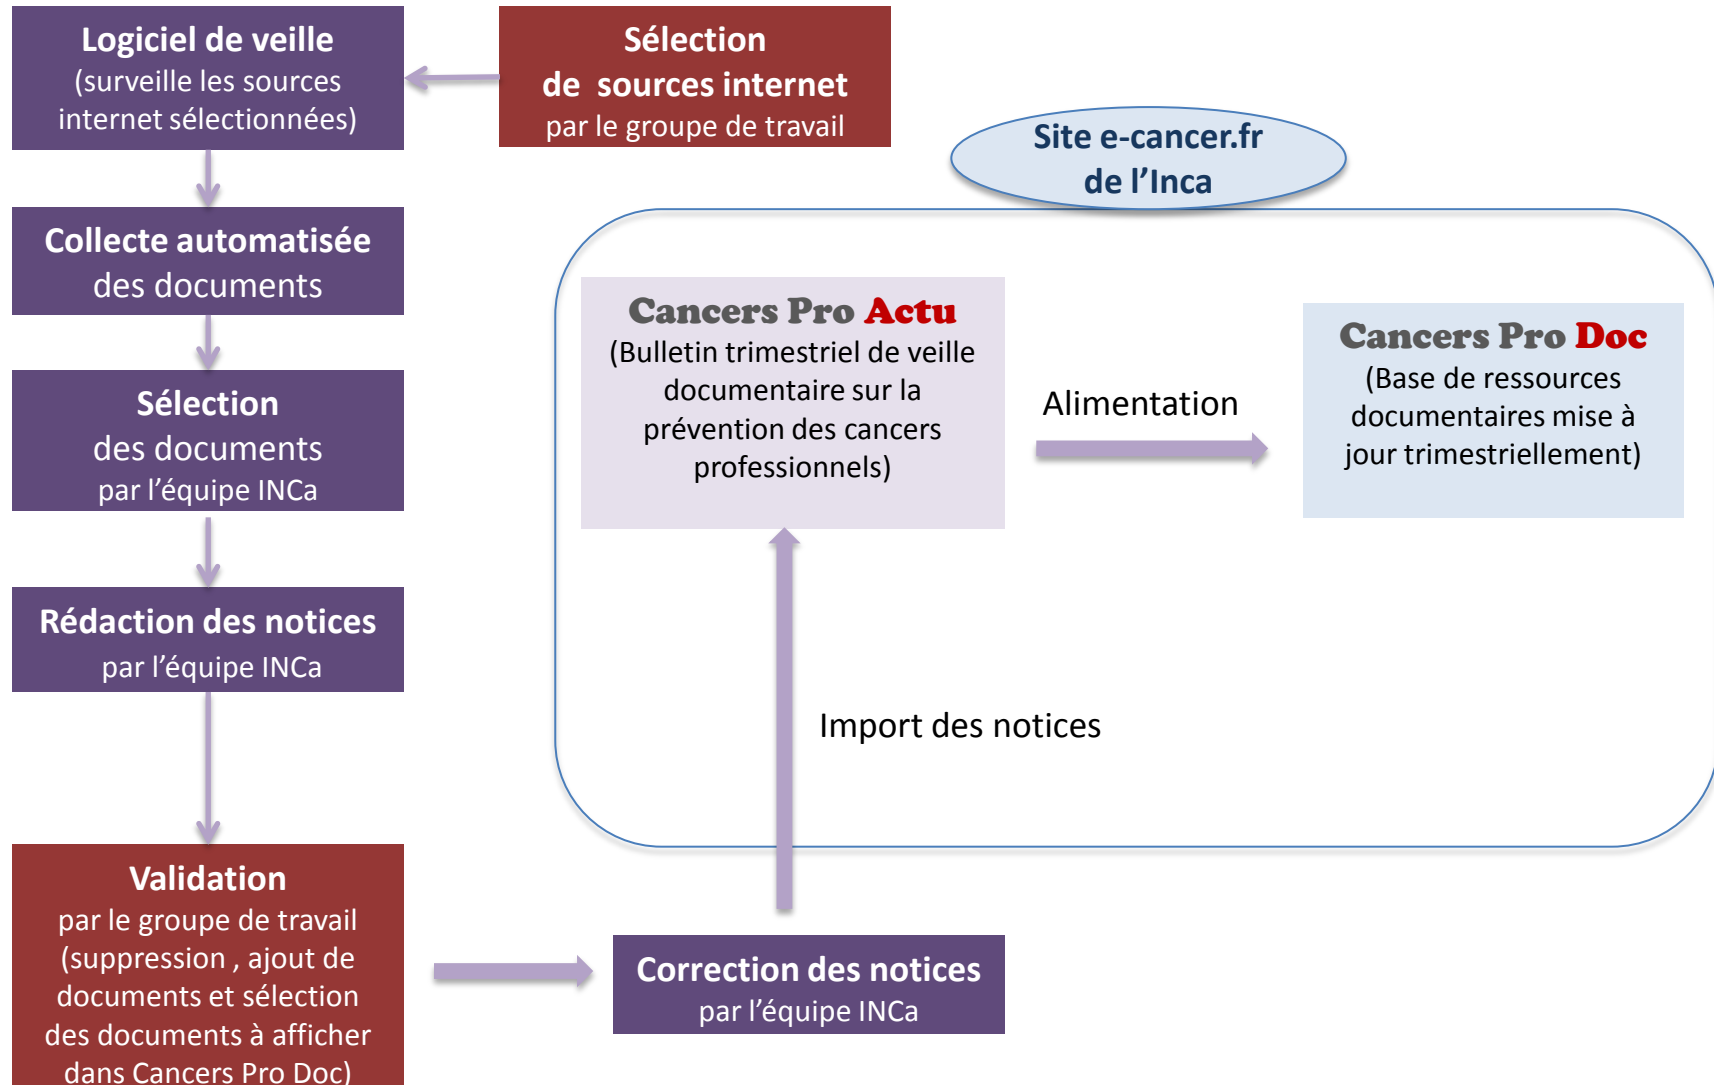 Logiciel de veille
(surveille les sources
internet sélectionnées)
Sélection
de sources internet
par le groupe de travail
Site e-cancer.fr
de l'Inca
Collecte automatisée
des documents
Cancers Pro Actu
(Bulletin trimestriel de veille
documentaire sur la
prévention des cancers
professionnels)
Alimentation
Cancers Pro Doc
(Base de ressources
documentaires mise à
jour trimestriellement)
Sélection
des documents
par l'équipe INCa
Rédaction des notices
par l'équipe INCa
Import des notices
Validation
par le groupe de travail
(suppression , ajout de
documents et sélection
des documents à afficher
dans Cancers Pro Doc)
Correction des notices
par l'équipe INCa